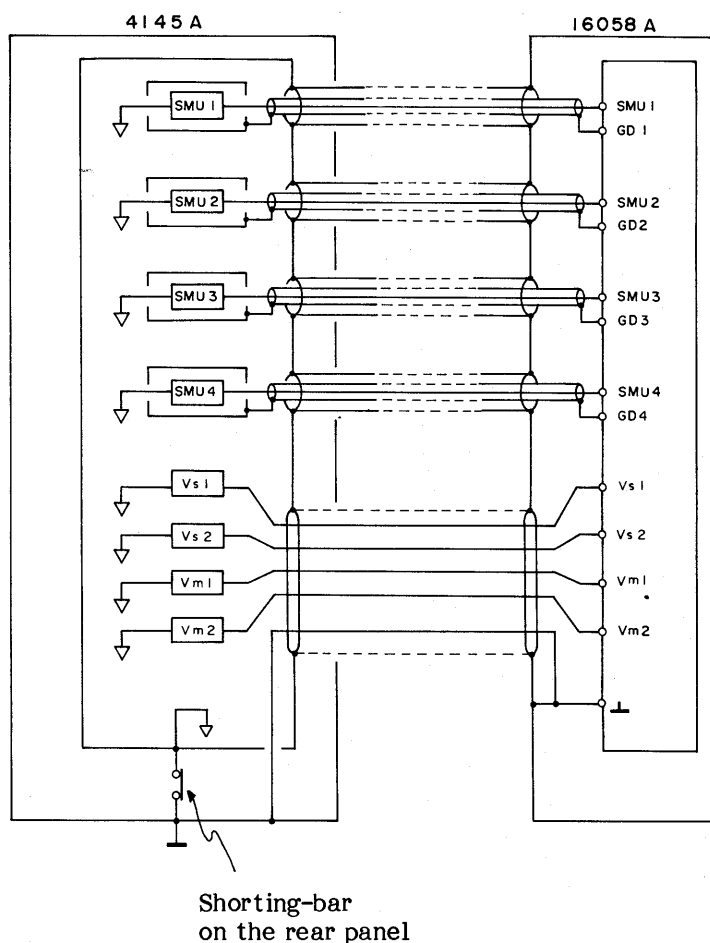 4145A
16058A
SMU1
SMU1
GD1
SMU2
SMU2
GD2
SMU3
SMU3
GD3
SMU4
SMU4
GD4
Vs1
Vs1
Vs2
Vs2
Vm1
Vm1
Vm2
Vm2
Shorting-bar
on the rear panel